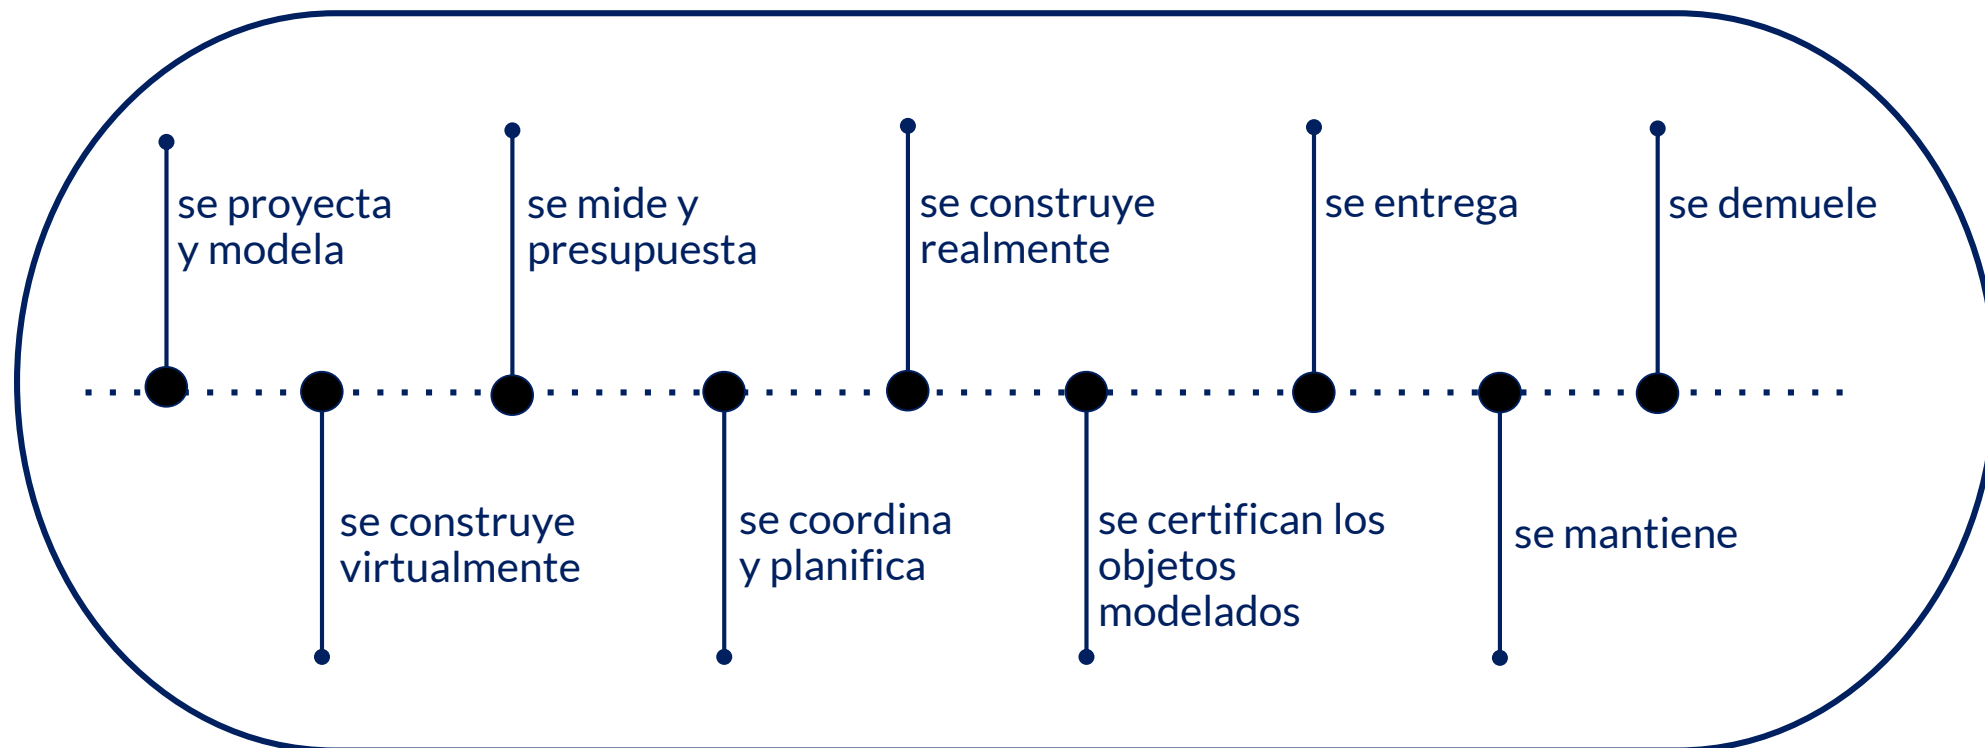 se proyecta
y modela
se construye
virtualmente
se mide y
presupuesta
se coordina
y planifica
se construye
realmente
se certifican los
objetos
modelados
se entrega
se mantiene
se demuele